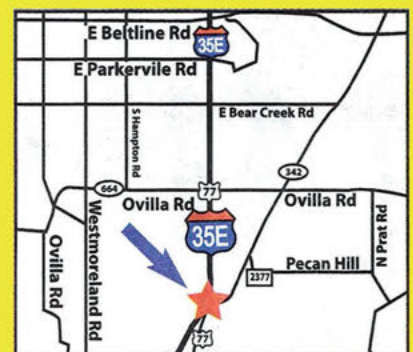 E Beltline Rd
35E
E Parkerville Rd
S Hampton Rd
E Bear Creek Rd
342
664
77
Ovilla Rd
Ovilla Rd
35E
Ovilla Rd
Westmoreland Rd
N Prat Rd
Pecan Hill
2377
77